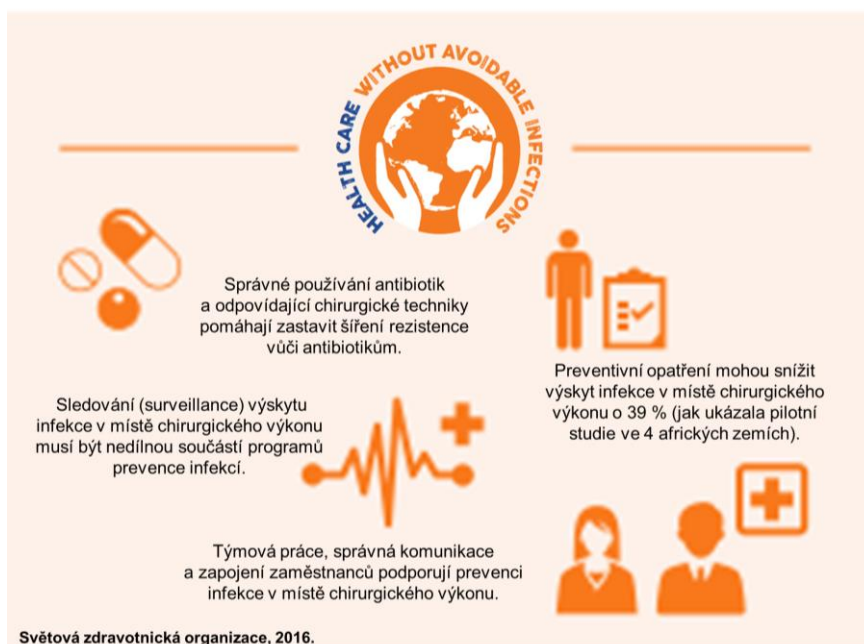 HEALTH CARE WITHOUT AVOIDABLE INFECTIONS
Správné používání antibiotik
a odpovídající chirurgické techniky
pomáhají zastavit šíření rezistence
vůči antibiotikům.
Preventivní opatření mohou snížit
výskyt infekce v místě chirurgického
výkonu o 39 % (jak ukázala pilotní
studie ve 4 afrických zemích).
Sledování (surveillance) výskytu
infekce v místě chirurgického výkonu
musí být nedílnou součástí programů
prevence infekcí.
Týmová práce, správná komunikace
a zapojení zaměstnanců podporují prevenci
infekce v místě chirurgického výkonu.
Světová zdravotnická organizace, 2016.